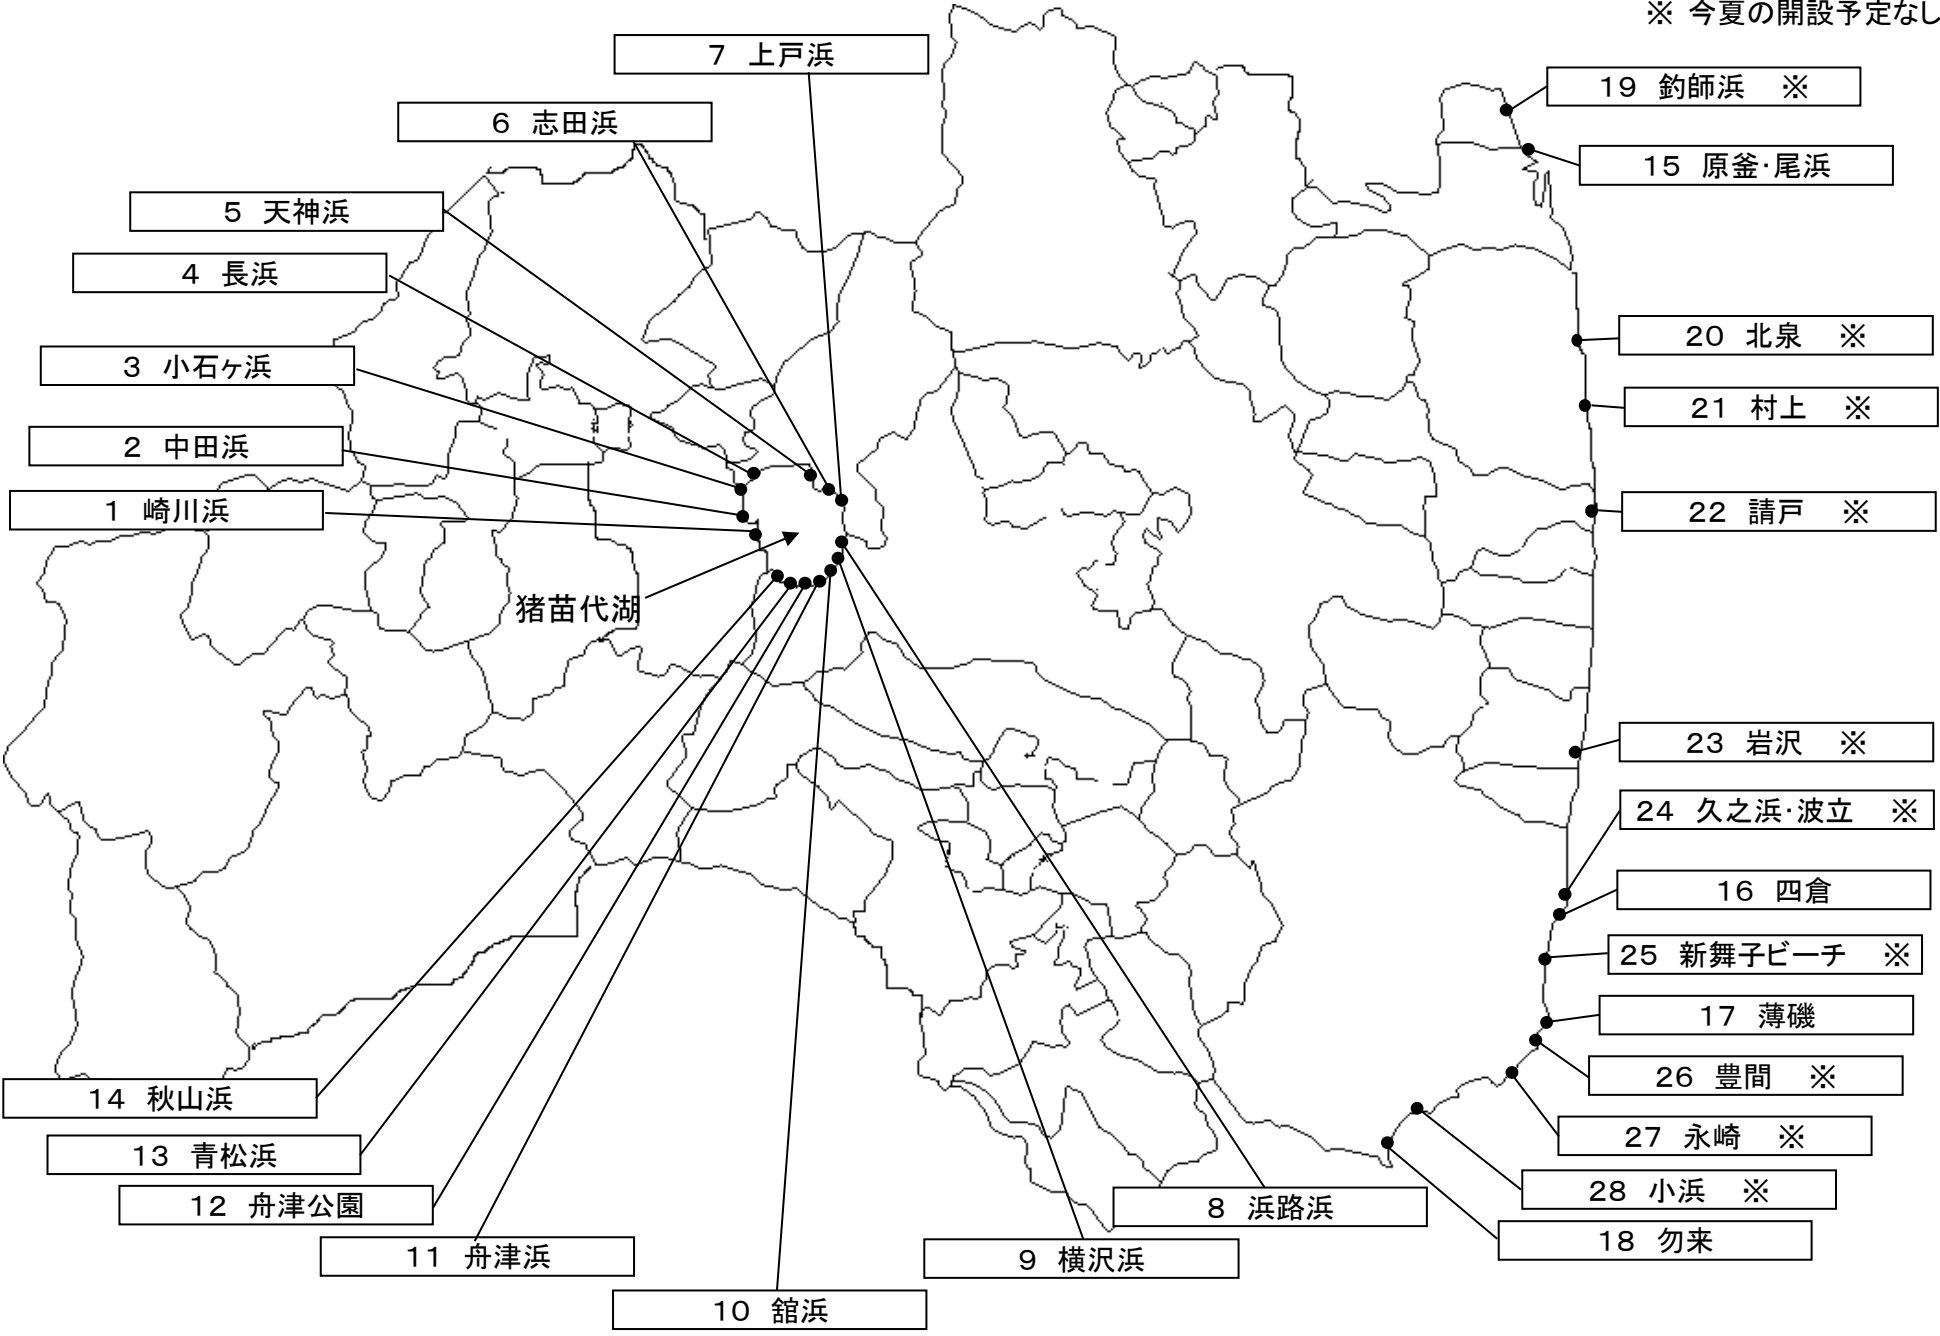 ※ 今夏の開設予定なし
7 上戸浜
6 志田浜
5 天神浜
4 長浜
3 小石ヶ浜
2 中田浜
1 崎川浜
猪苗代湖
14 秋山浜
13 青松浜
12 舟津公園
11 舟津浜
10 舘浜
9 横沢浜
8 浜路浜
19 釣師浜 ※
15 原釜･尾浜
20 北泉 ※
21 村上 ※
22 請戸 ※
23 岩沢 ※
24 久之浜･波立 ※
16 四倉
25 新舞子ビーチ ※
17 薄磯
26 豊間 ※
27 永崎 ※
28 小浜 ※
18 勿来